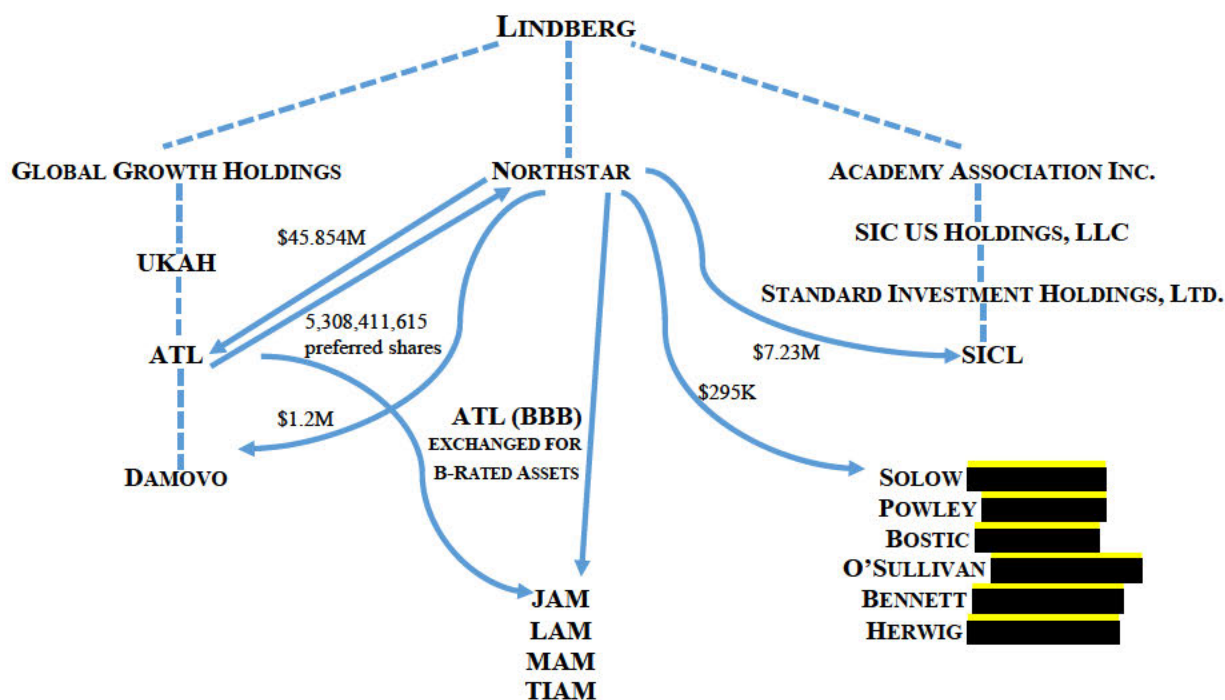 LINDBERG
GLOBAL GROWTH HOLDINGS
NORTHSTAR
ACADEMY ASSOCIATION INC.
$45.854M
SIC US HOLDINGS, LLC
UKAH
STANDARD INVESTMENT HOLDINGS, LTD.
5,308,411,615
preferred shares
ATL
$7.23M
SICL
$295K
$1.2M
ATL (BBB)
EXCHANGED FOR
B-RATED ASSETS
DAMOVO
SOLOW
POWLEY
BOSTIC
O'SULLIVAN
BENNETT
HERWIG
JAM
LAM
MAM
TIAM